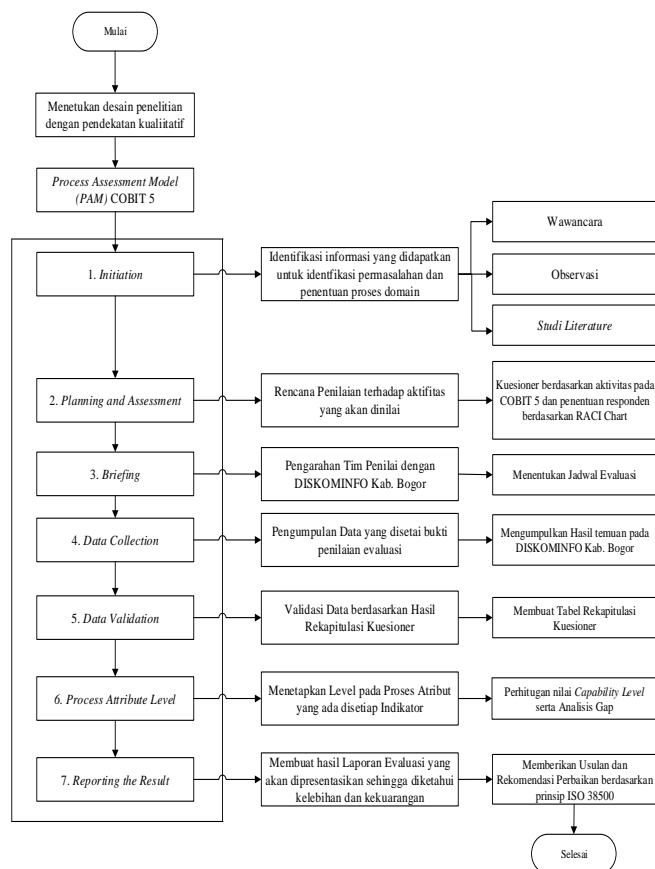 Mulai
Menetukan desain penelitian
dengan pendekatan kualiitatif
Process Assessment Model
(PAM) COBIT 5
1. Initiation
Identifikasi informasi yang didapatkan
untuk identfikasi permasalahan dan
penentuan proses domain
Wawancara
Observasi
Studi Literature
2. Planning and Assessment
Rencana Penilaian terhadap aktifitas
yang akan dinilai
Kuesioner berdasarkan aktivitas pada
COBIT 5 dan penentuan responden
berdasarkan RACI Chart
3. Briefing
Pengarahan Tim Penilai dengan
DISKOMINFO Kab. Bogor
Menentukan Jadwal Evaluasi
4. Data Collection
Pengumpulan Data yang disetai bukti
penilaian evaluasi
Mengumpulkan Hasil temuan pada
DISKOMINFO Kab. Bogor
5. Data Validation
Validasi Data berdasarkan Hasil
Rekapitulasi Kuesioner
Membuat Tabel Rekapitulasi
Kuesioner
6. Process Attribute Level
Menetapkan Level pada Proses Atribut
yang ada disetiap Indikator
Perhitugan nilai Capability Level
serta Analisis Gap
7. Reporting the Result
Membuat hasil Laporan Evaluasi yang
akan dipresentasikan sehingga diketahui
kelebihan dan kekuarangan
Memberikan Usulan dan
Rekomendasi Perbaikan berdasarkan
prinsip ISO 38500
Selesai